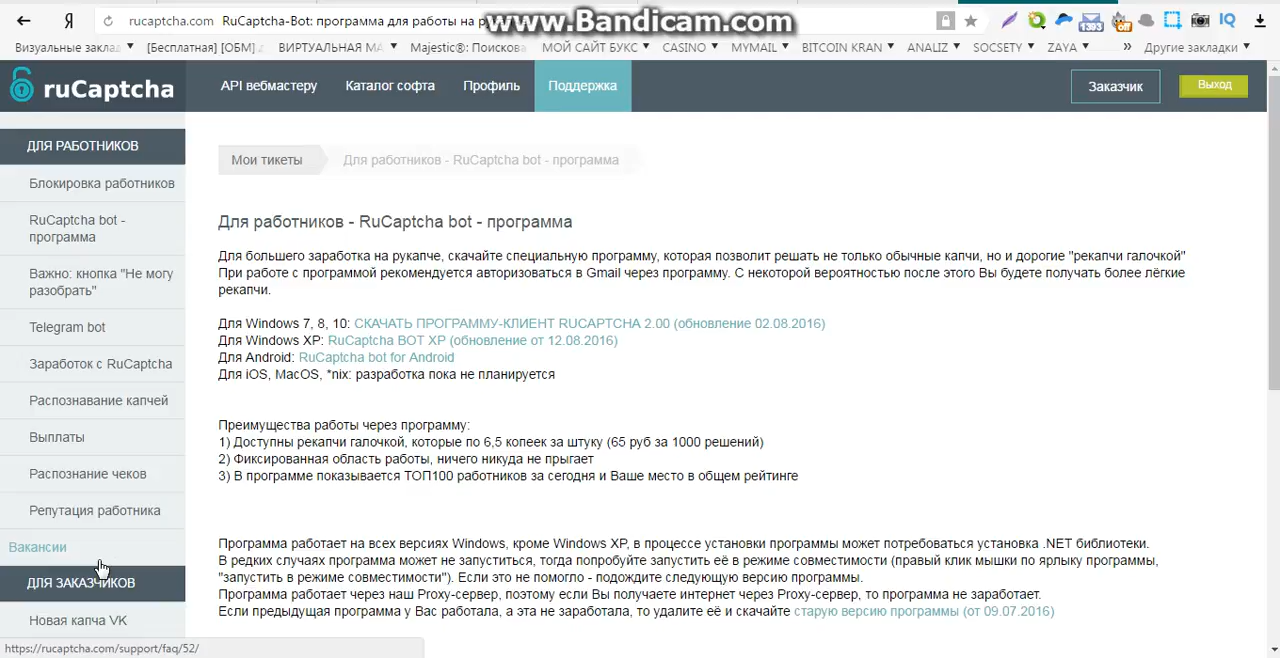 Я
rucaptcha.com RuCaptcha-Bot: программа для работы на р
www.Bandicam.com
1393
off
IQ
Визуальные заклад
[Бесплатная] [ОБМ]
ВИРТУАЛЬНАЯ МА
Majestic®: Поискова
МОЙ САЙТ БУКС
CASINO
MYMAIL
BITCOIN KRAN
ANALIZ
SOCSETY
ZAYA
»
Другие закладки
ruCaptcha
API вебмастеру
Каталог софта
Профиль
Поддержка
Заказчик
Выход
ДЛЯ РАБОТНИКОВ
Блокировка работников
RuCaptcha bot -
программа
Важно: кнопка "Не могу
разобрать"
Telegram bot
Заработок с RuCaptcha
Распознавание капчей
Выплаты
Распознание чеков
Репутация работника
Вакансии
ДЛЯ ЗАКАЗЧИКОВ
Новая капча VK
Мои тикеты
Для работников - RuCaptcha bot - программа
Для работников - RuCaptcha bot - программа
Для большего заработка на рукапче, скачайте специальную программу, которая позволит решать не только обычные капчи, но и дорогие "рекапчи галочкой"
При работе с программой рекомендуется авторизоваться в Gmail через программу. С некоторой вероятностью после этого Вы будете получать более лёгкие
рекапчи.
Для Windows 7, 8, 10: СКАЧАТЬ ПРОГРАММУ-КЛИЕНТ RUCAPTCHA 2.00 (обновление 02.08.2016)
Для Windows XP: RuCaptcha BOT XP (обновление от 12.08.2016)
Для Android: RuCaptcha bot for Android
Для iOS, MacOS, *nix: разработка пока не планируется
Преимущества работы через программу:
1) Доступны рекапчи галочкой, которые по 6,5 копеек за штуку (65 руб за 1000 решений)
2) Фиксированная область работы, ничего никуда не прыгает
3) В программе показывается ТОП100 работников за сегодня и Ваше место в общем рейтинге
Программа работает на всех версиях Windows, кроме Windows XP, в процессе установки программы может потребоваться установка .NET библиотеки.
В редких случаях программа может не запуститься, тогда попробуйте запустить её в режиме совместимости (правый клик мышки по ярлыку программы,
"запустить в режиме совместимости"). Если это не помогло - подождите следующую версию программы.
Программа работает через наш Proxy-сервер, поэтому если Вы получаете интернет через Proxy-сервер, то программа не заработает.
Если предыдущая программа у Вас работала, а эта не заработала, то удалите её и скачайте старую версию программы (от 09.07.2016)
https://rucaptcha.com/support/faq/52/